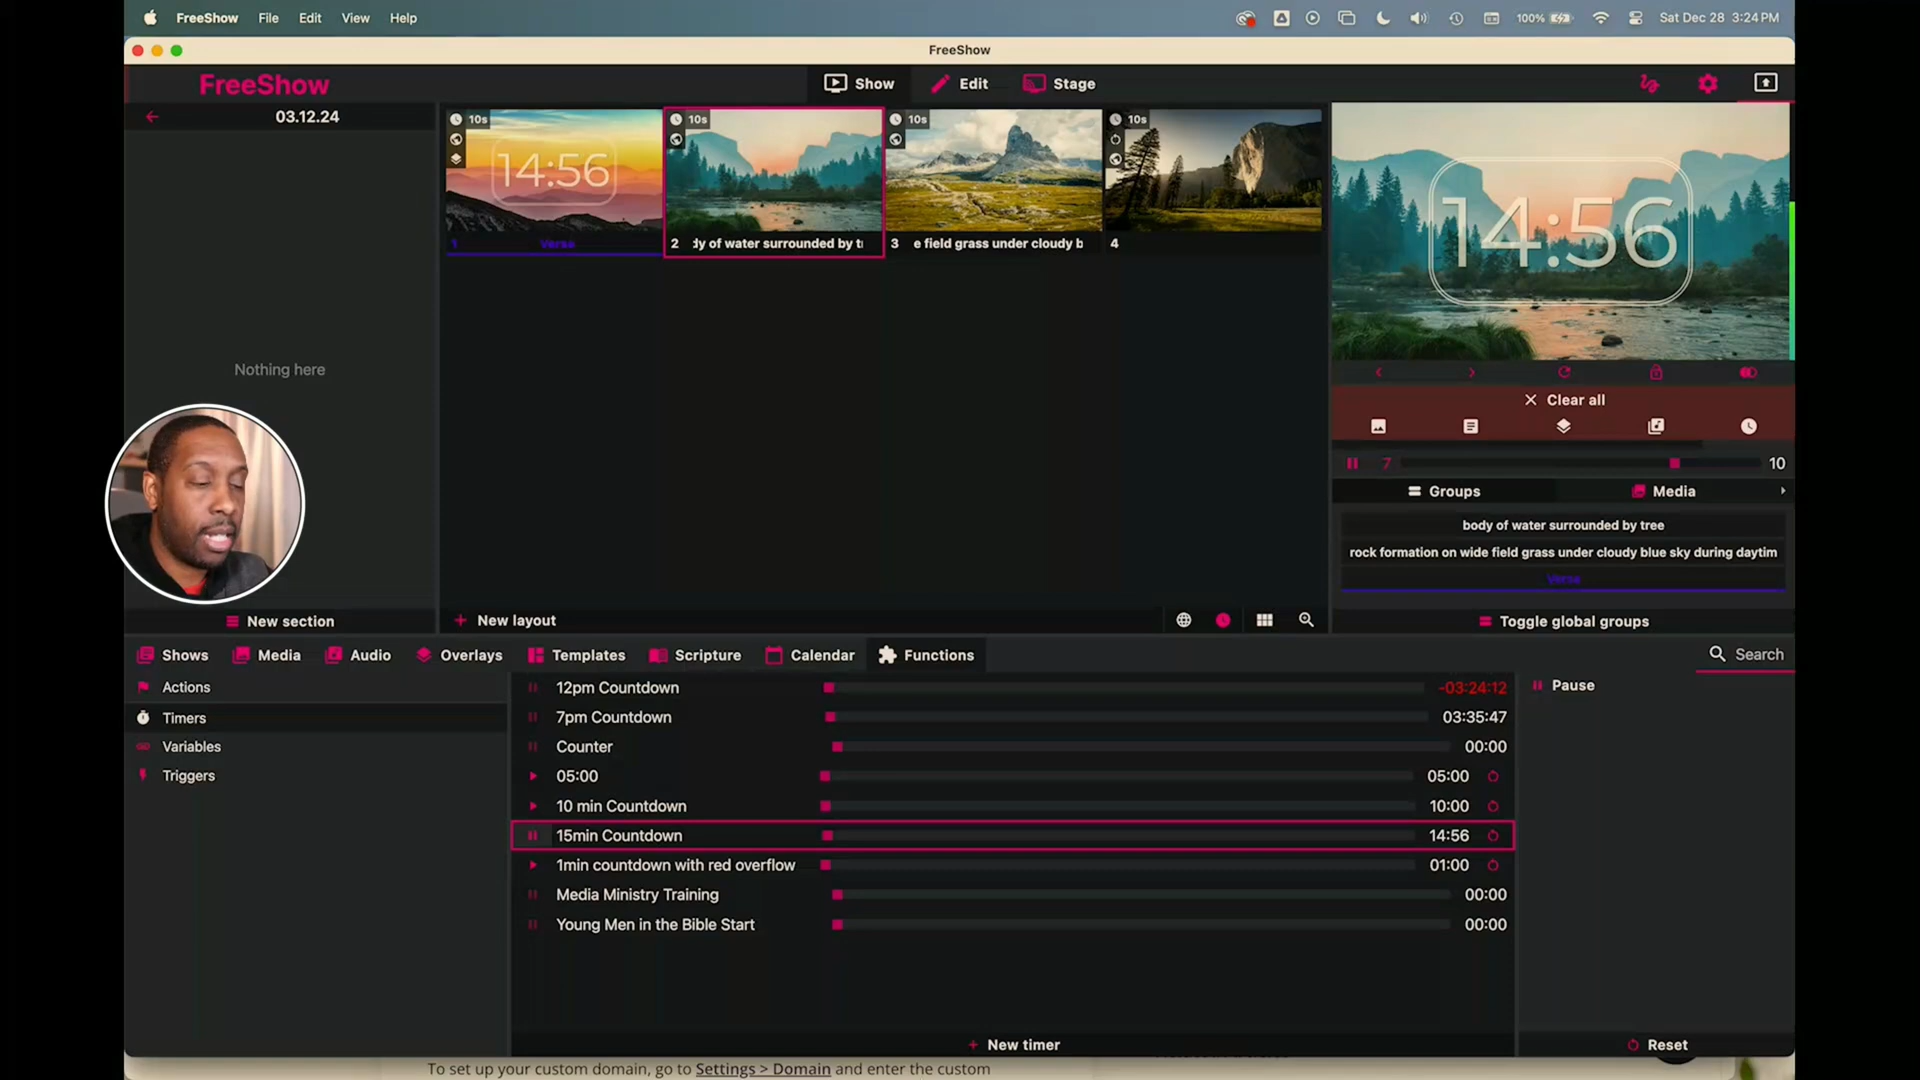 FreeShow File Edit View Help
100% Sat Dec 28 3:24 PM
FreeShow
FreeShow
Show Edit Stage
03.12.24
10s
10s
10s
10s
14:56
14:56
1 Verse
2 dy of water surrounded by t
3 e field grass under cloudy b
4
Nothing here
Clear all
7 10
Groups Media
body of water surrounded by tree
rock formation on wide field grass under cloudy blue sky during daytim
Verse
New section
New layout
Toggle global groups
Shows Media Audio Overlays Templates Scripture Calendar Functions Search
Actions
Timers
Variables
Triggers
12pm Countdown -03:24:12
7pm Countdown 03:35:47
Counter 00:00
05:00 05:00
10 min Countdown 10:00
15min Countdown 14:56
1min countdown with red overflow 01:00
Media Ministry Training 00:00
Young Men in the Bible Start 00:00
Pause
New timer
Reset
To set up your custom domain, go to Settings > Domain and enter the custom